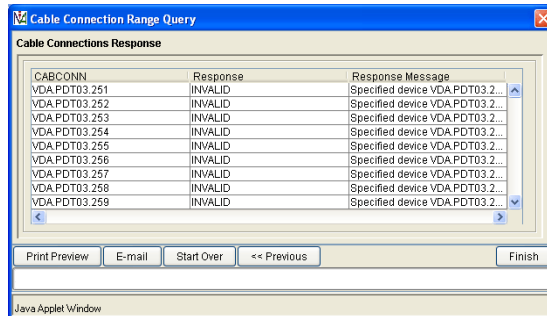 Cable Connection Range Query
Cable Connections Response
CABCONN Response Response Message
VDA.PDT03.251 INVALID Specified device VDA.PDT03.2...
VDA.PDT03.252 INVALID Specified device VDA.PDT03.2...
VDA.PDT03.253 INVALID Specified device VDA.PDT03.2...
VDA.PDT03.254 INVALID Specified device VDA.PDT03.2...
VDA.PDT03.255 INVALID Specified device VDA.PDT03.2...
VDA.PDT03.256 INVALID Specified device VDA.PDT03.2...
VDA.PDT03.257 INVALID Specified device VDA.PDT03.2...
VDA.PDT03.258 INVALID Specified device VDA.PDT03.2...
VDA.PDT03.259 INVALID Specified device VDA.PDT03.2...
Print Preview E-mail Start Over << Previous Finish
Java Applet Window